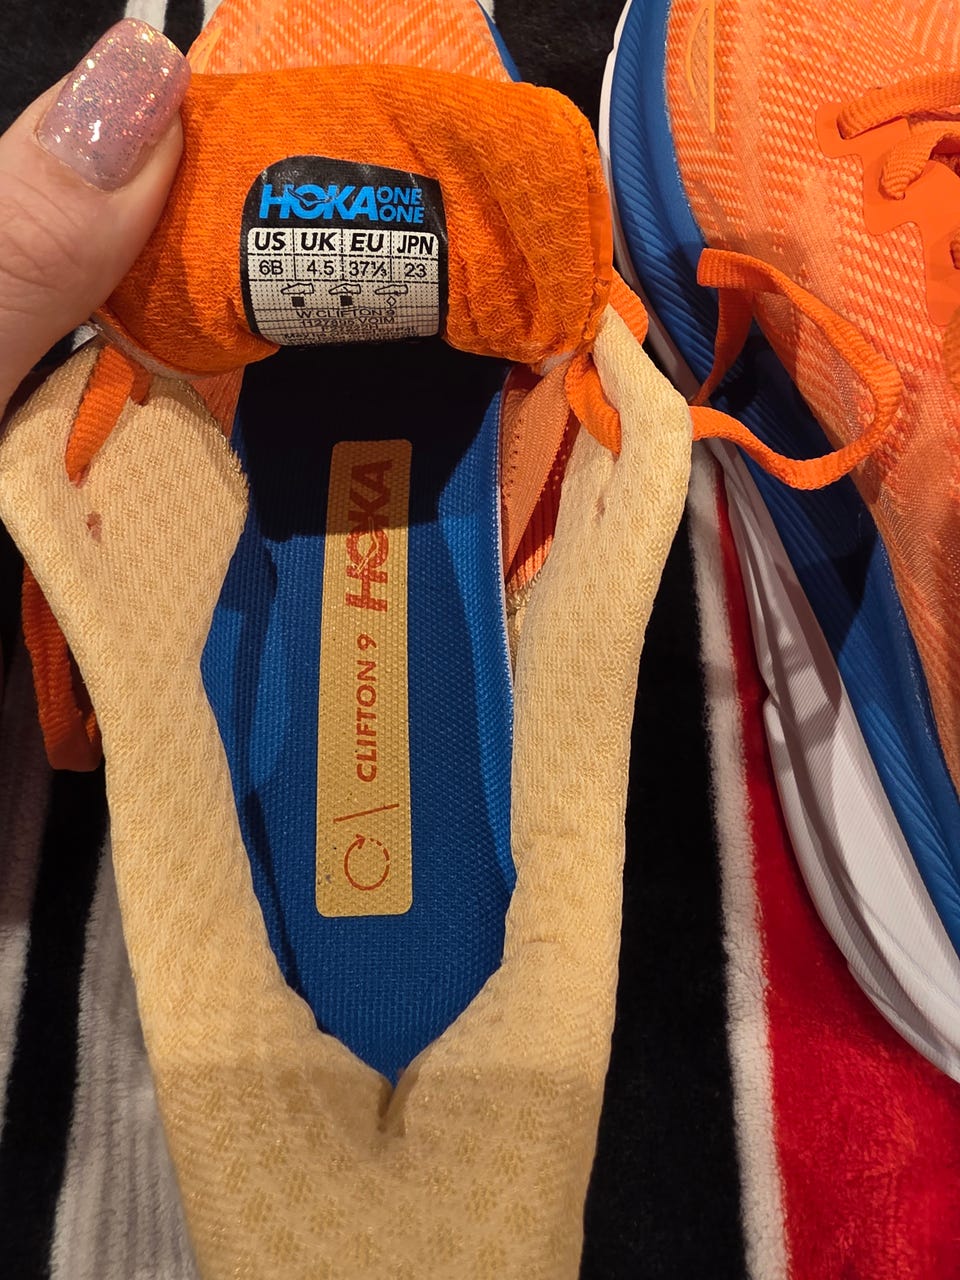 HOKA ONE ONE
US UK EU JPN
6B 4.5 37⅓ 23
W CLIFTON 9
HOKA
CLIFTON 9